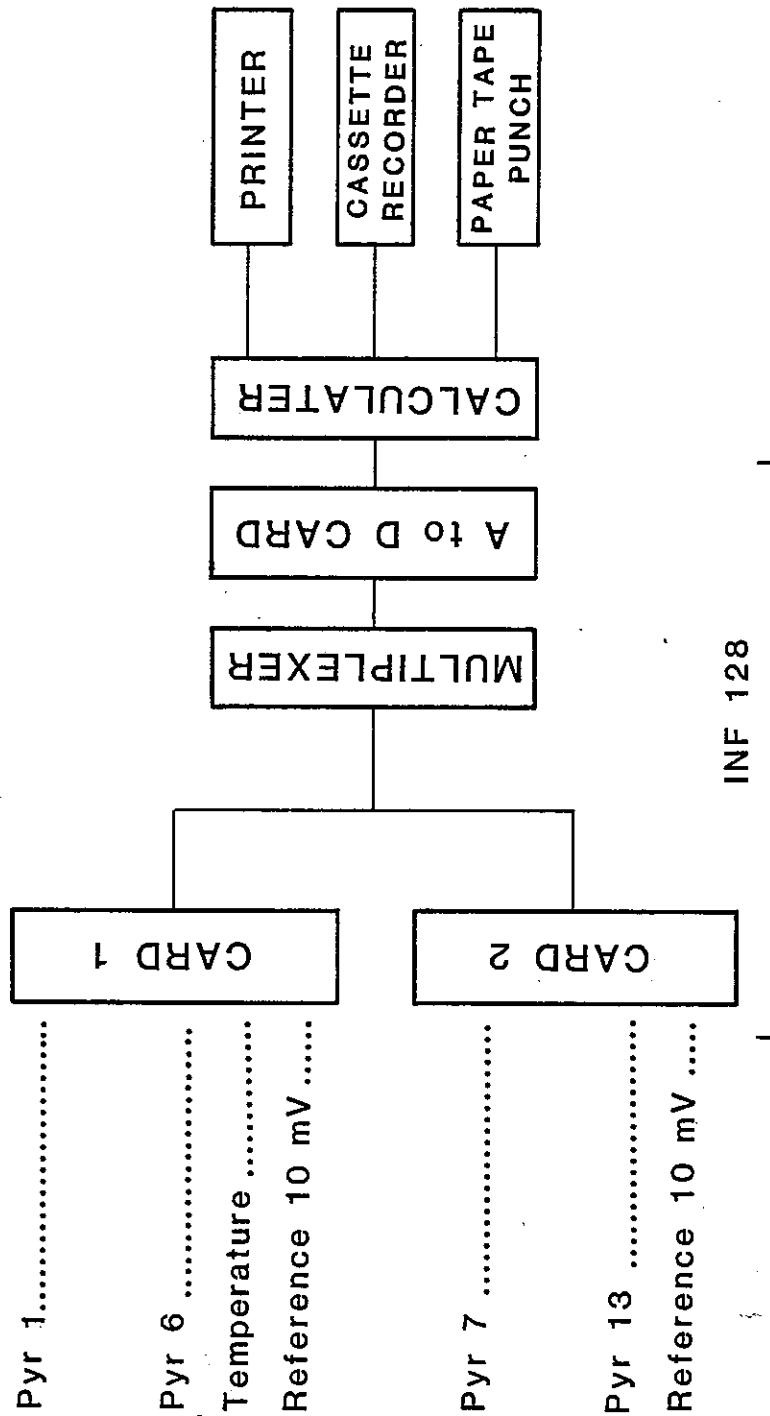 Pyr 1..............................
Pyr 6 ..........................
Temperature ..............
Reference 10 mV ......
Pyr 7 ..........................
Pyr 13 ........................
Reference 10 mV .....
CARD 1
CARD 2
MULTIPLEXER
A to D CARD
CALCULATER
PRINTER
CASSETTE
RECORDER
PAPER TAPE
PUNCH
INF 128